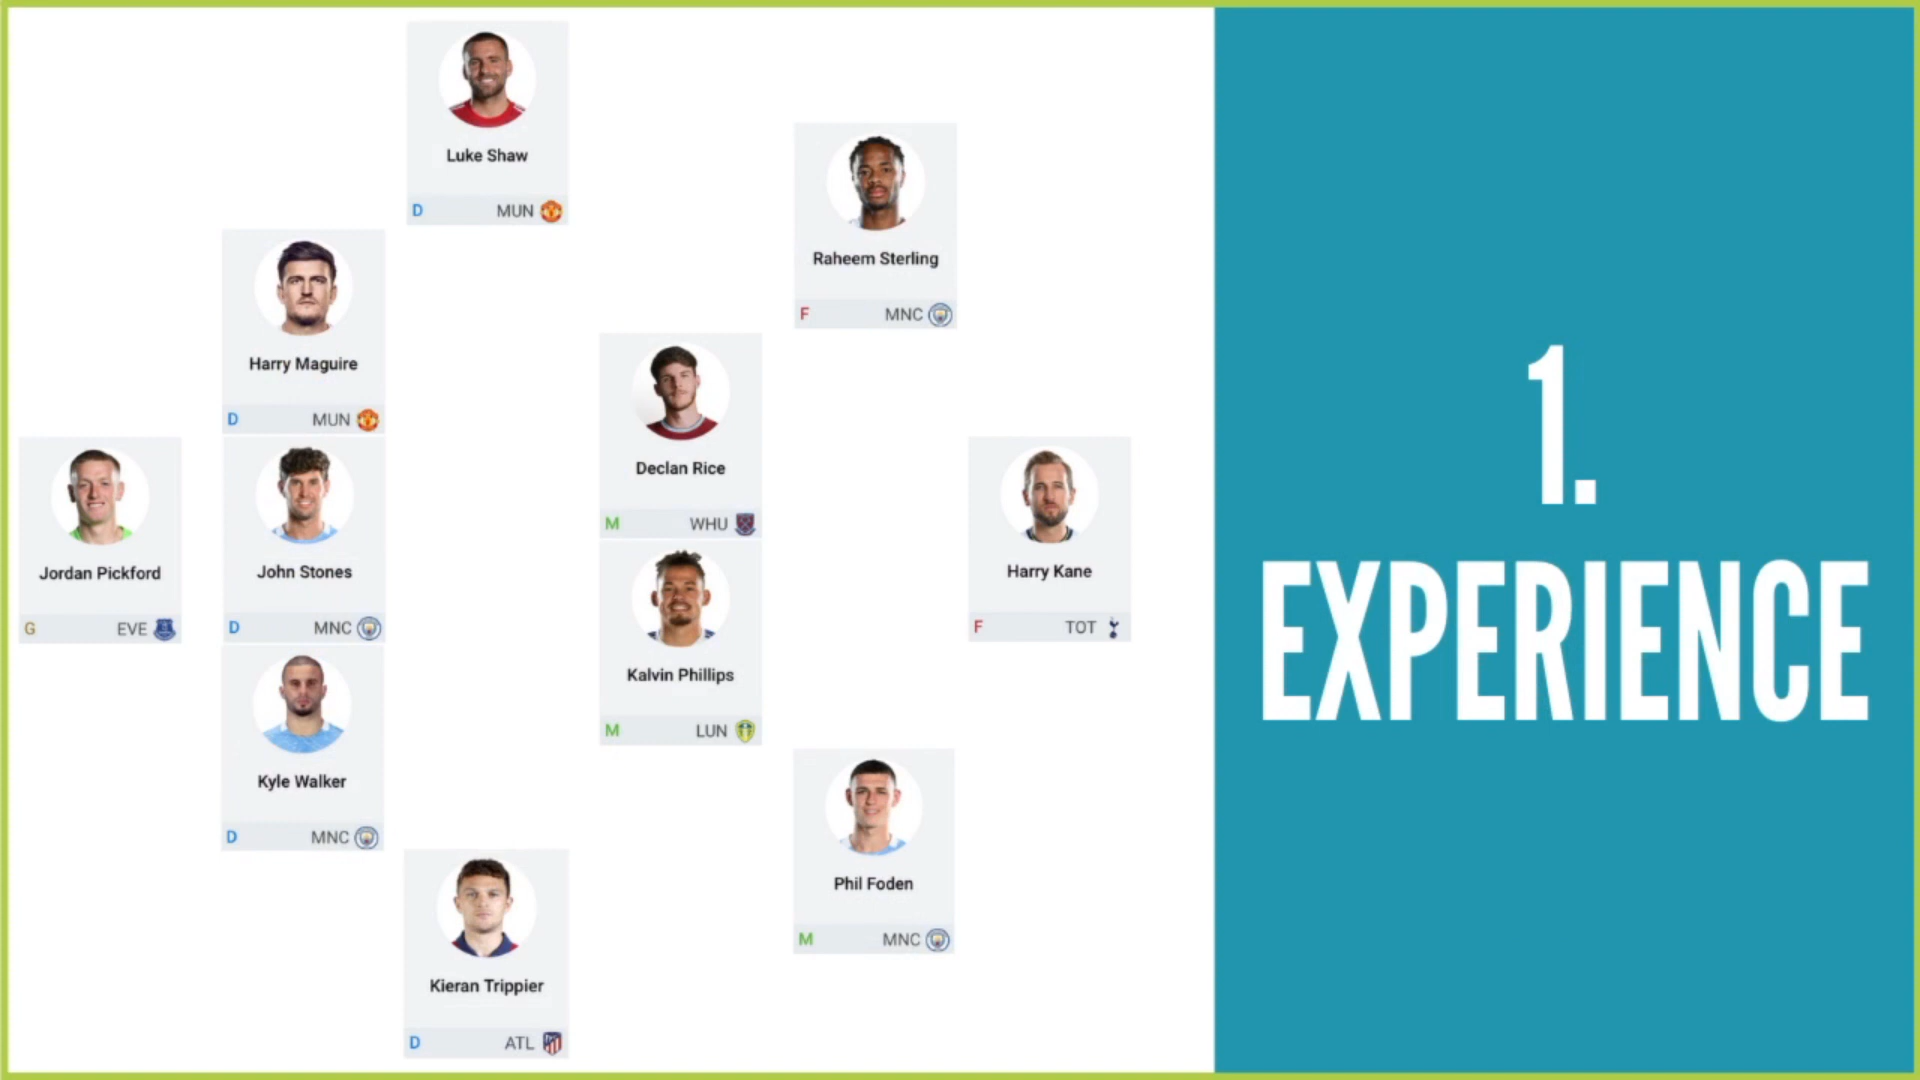 Luke Shaw
D MUN
Raheem Sterling
F MNC
Harry Maguire
D MUN
Declan Rice
M WHU
Jordan Pickford
G EVE
John Stones
D MNC
Harry Kane
F TOT
Kalvin Phillips
M LUN
Kyle Walker
D MNC
Phil Foden
M MNC
Kieran Trippier
D ATL
1.
EXPERIENCE